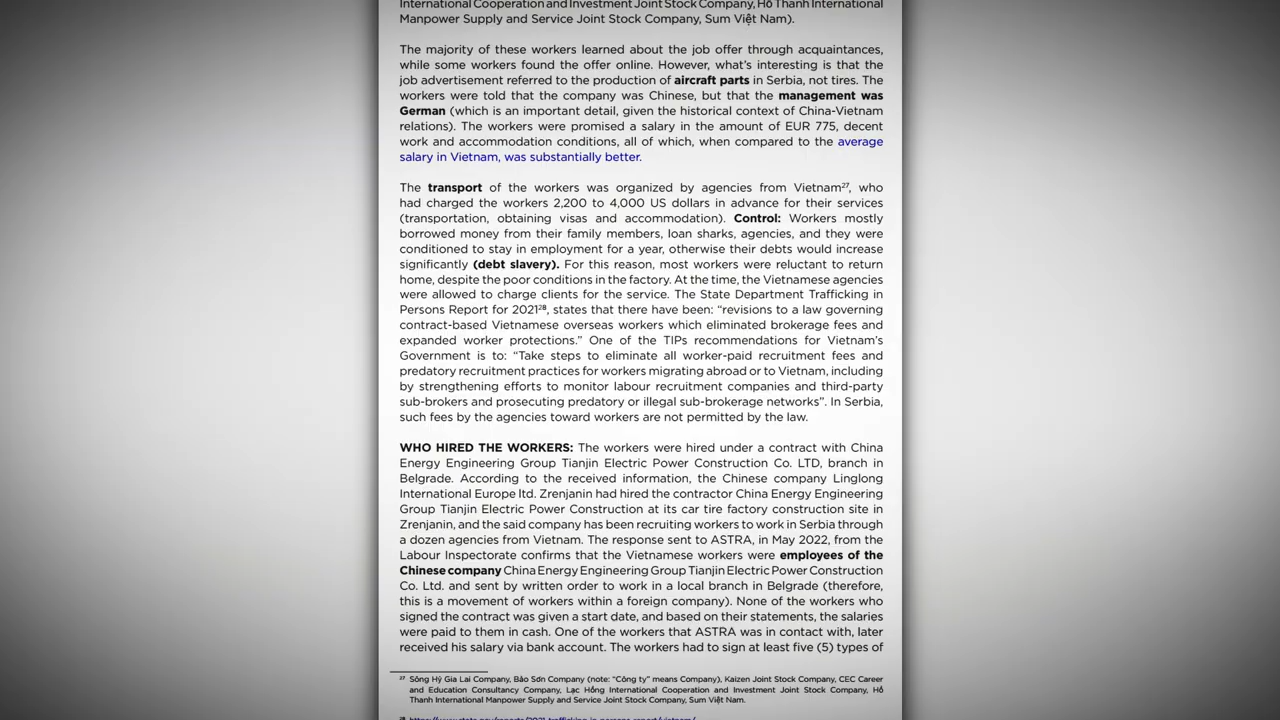 International Cooperation and Investment Joint Stock Company, Hồ Thanh International
Manpower Supply and Service Joint Stock Company, Sum Việt Nam).
The majority of these workers learned about the job offer through acquaintances,
while some workers found the offer online. However, what’s interesting is that the
job advertisement referred to the production of aircraft parts in Serbia, not tires. The
workers were told that the company was Chinese, but that the management was
German (which is an important detail, given the historical context of China-Vietnam
relations). The workers were promised a salary in the amount of EUR 775, decent
work and accommodation conditions, all of which, when compared to the average
salary in Vietnam, was substantially better.
The transport of the workers was organized by agencies from Vietnam²⁷, who
had charged the workers 2,200 to 4,000 US dollars in advance for their services
(transportation, obtaining visas and accommodation). Control: Workers mostly
borrowed money from their family members, loan sharks, agencies, and they were
conditioned to stay in employment for a year, otherwise their debts would increase
significantly (debt slavery). For this reason, most workers were reluctant to return
home, despite the poor conditions in the factory. At the time, the Vietnamese agencies
were allowed to charge clients for the service. The State Department Trafficking in
Persons Report for 2021²⁸, states that there have been: “revisions to a law governing
contract-based Vietnamese overseas workers which eliminated brokerage fees and
expanded worker protections.” One of the TIPs recommendations for Vietnam’s
Government is to: “Take steps to eliminate all worker-paid recruitment fees and
predatory recruitment practices for workers migrating abroad or to Vietnam, including
by strengthening efforts to monitor labour recruitment companies and third-party
sub-brokers and prosecuting predatory or illegal sub-brokerage networks”. In Serbia,
such fees by the agencies toward workers are not permitted by the law.
WHO HIRED THE WORKERS: The workers were hired under a contract with China
Energy Engineering Group Tianjin Electric Power Construction Co. LTD, branch in
Belgrade. According to the received information, the Chinese company Linglong
International Europe ltd. Zrenjanin had hired the contractor China Energy Engineering
Group Tianjin Electric Power Construction at its car tire factory construction site in
Zrenjanin, and the said company has been recruiting workers to work in Serbia through
a dozen agencies from Vietnam. The response sent to ASTRA, in May 2022, from the
Labour Inspectorate confirms that the Vietnamese workers were employees of the
Chinese company China Energy Engineering Group Tianjin Electric Power Construction
Co. Ltd. and sent by written order to work in a local branch in Belgrade (therefore,
this is a movement of workers within a foreign company). None of the workers who
signed the contract was given a start date, and based on their statements, the salaries
were paid to them in cash. One of the workers that ASTRA was in contact with, later
received his salary via bank account. The workers had to sign at least five (5) types of
²⁷ Sông Hỷ Gia Lai Company, Bảo Sơn Company (note: “Công ty” means Company), Kaizen Joint Stock Company, CEC Career
and Education Consultancy Company, Lạc Hồng International Cooperation and Investment Joint Stock Company, Hồ
Thanh International Manpower Supply and Service Joint Stock Company, Sum Việt Nam.
²⁸ https://www.state.gov/reports/2021-trafficking-in-persons-report/vietnam/